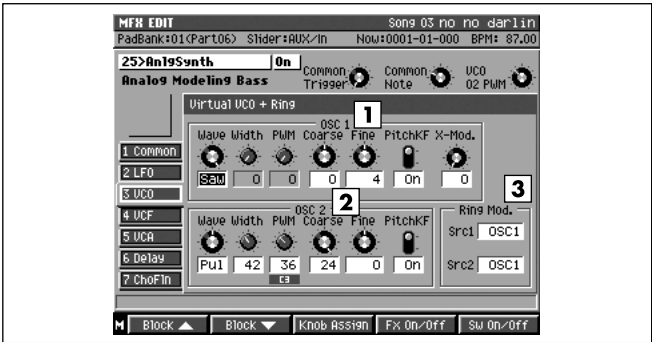 MFX EDIT Song 03 no no no darlin
PadBank:01(Part06) Slider:AUX/In Now:0001-01-000 BPM: 87.00
25>AnlgSynth On Common Trigger Common Note VCO 02 PWM
Analog Modeling Bass
Virtual VCO + Ring
OSC 1 1
Wave Width PWM Coarse Fine PitchKF X-Mod.
Saw 0 0 0 4 On 0
1 Common
2 LFO
3 VCO
4 VCF
5 VCA
6 Delay
7 ChoFln
OSC 2 2
Wave Width PWM Coarse Fine PitchKF
Pul 42 36 24 0 On
C3
3
Ring Mod.
Src1 OSC1
Src2 OSC1
M Block ▲ Block ▼ Knob Assign Fx On/Off Sw On/Off